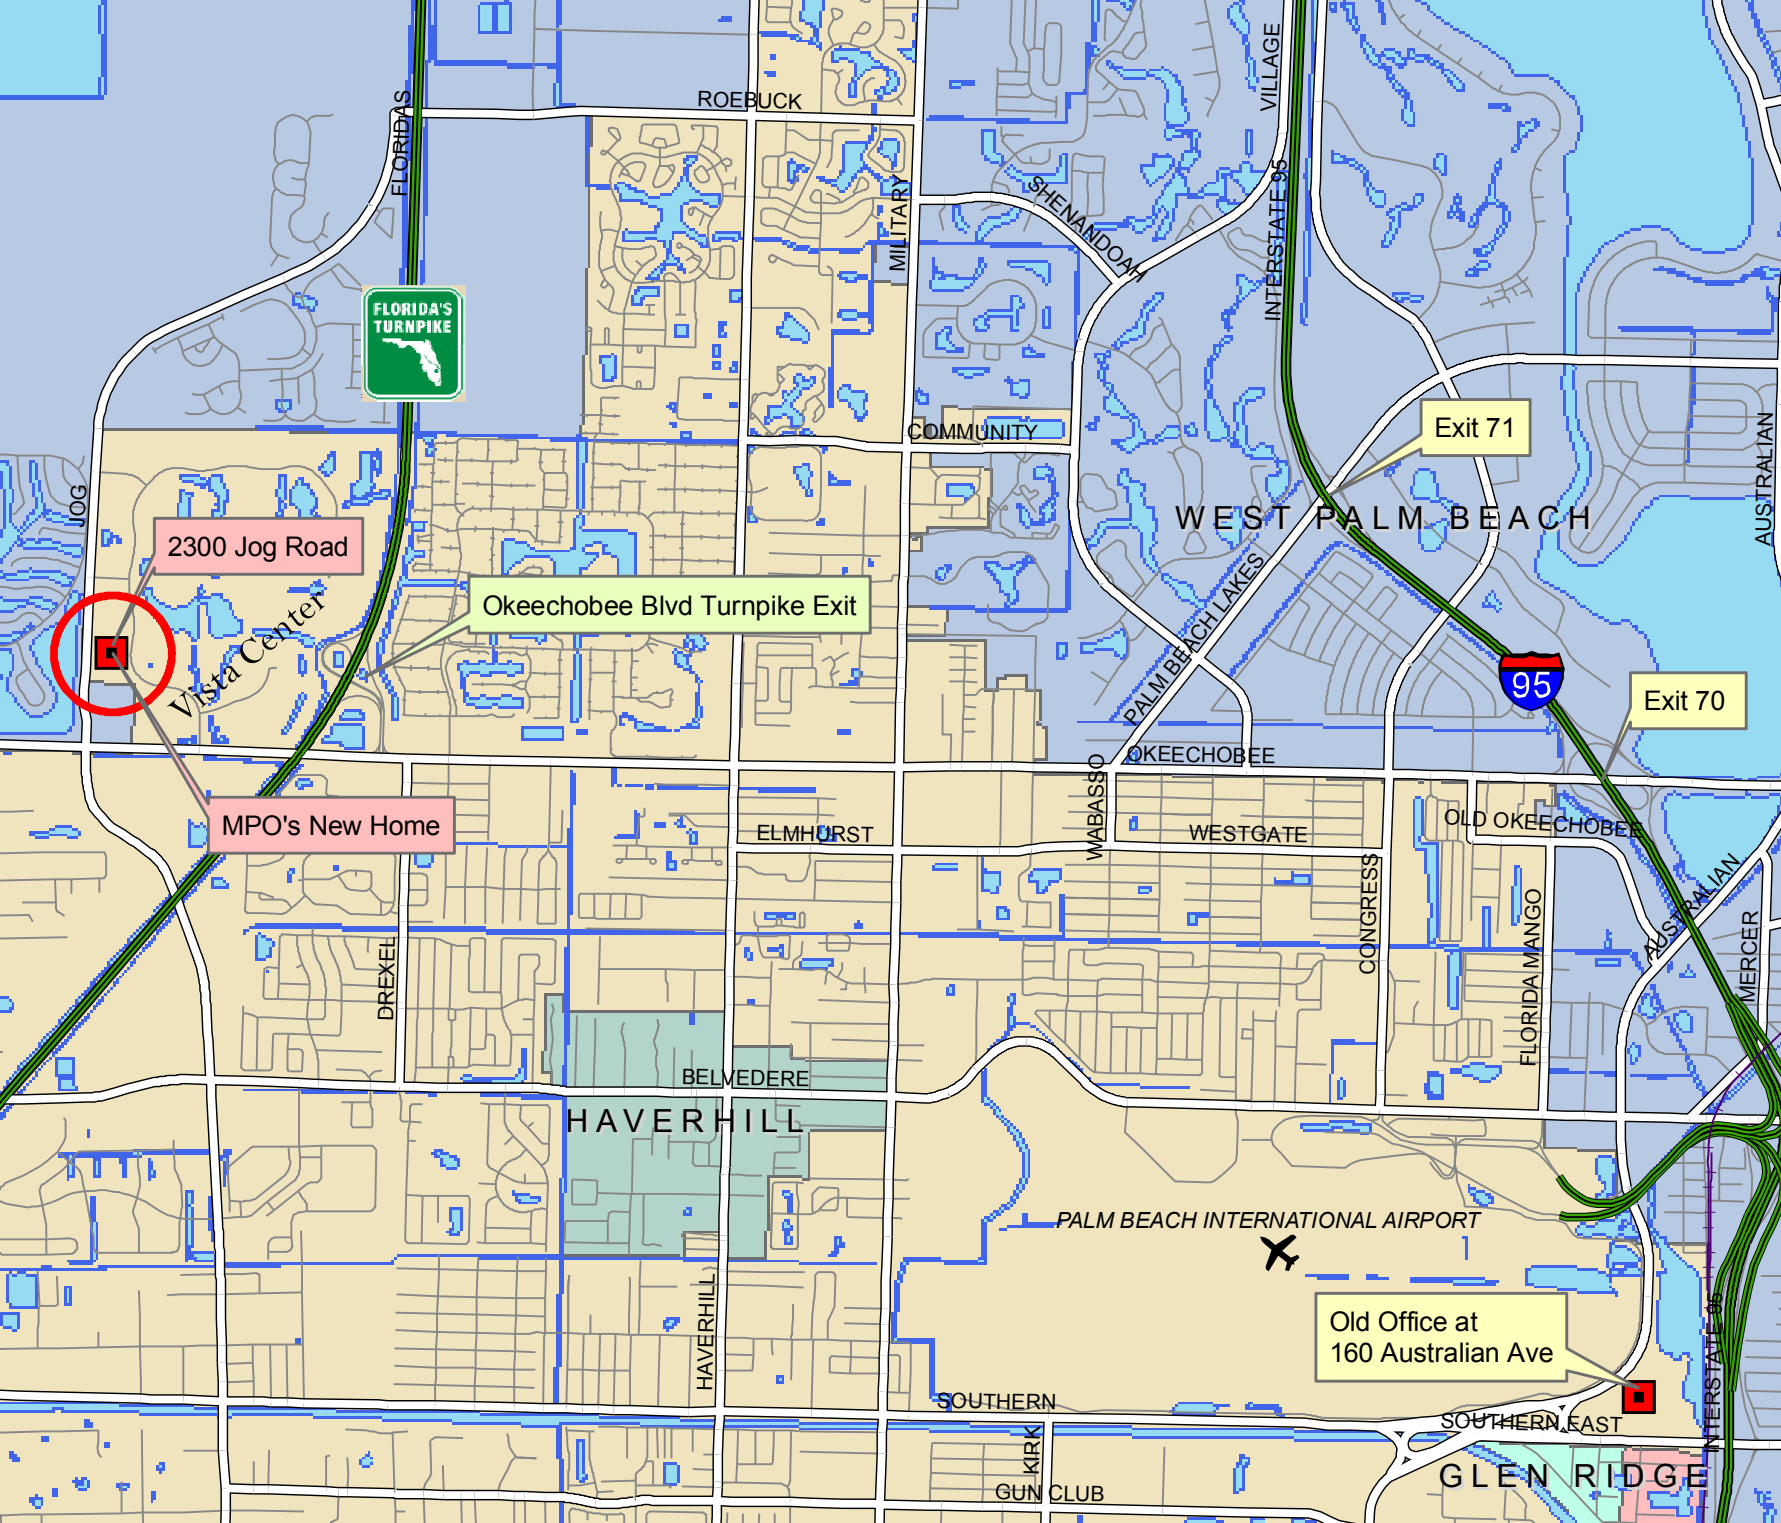 ROEBUCK
FLORIDAS
VILLAGE
MILITARY
SHENANDOAH
INTERSTATE 95
FLORIDA'S
TURNPIKE
COMMUNITY
Exit 71
AUSTRALIAN
JOG
WEST PALM BEACH
2300 Jog Road
Okeechobee Blvd Turnpike Exit
Vista Center
PALM BEACH LAKES
95
Exit 70
OKEECHOBEE
WABASSO
MPO's New Home
ELMHURST
WESTGATE
OLD OKEECHOBEE
CONGRESS
AUSTRALIAN
FLORIDA MANGO
MERCER
DREXEL
BELVEDERE
HAVERHILL
PALM BEACH INTERNATIONAL AIRPORT
HAVERHILL
Old Office at
160 Australian Ave
INTERSTATE 95
SOUTHERN
SOUTHERN EAST
KIRK
GLEN RIDGE
GUN CLUB